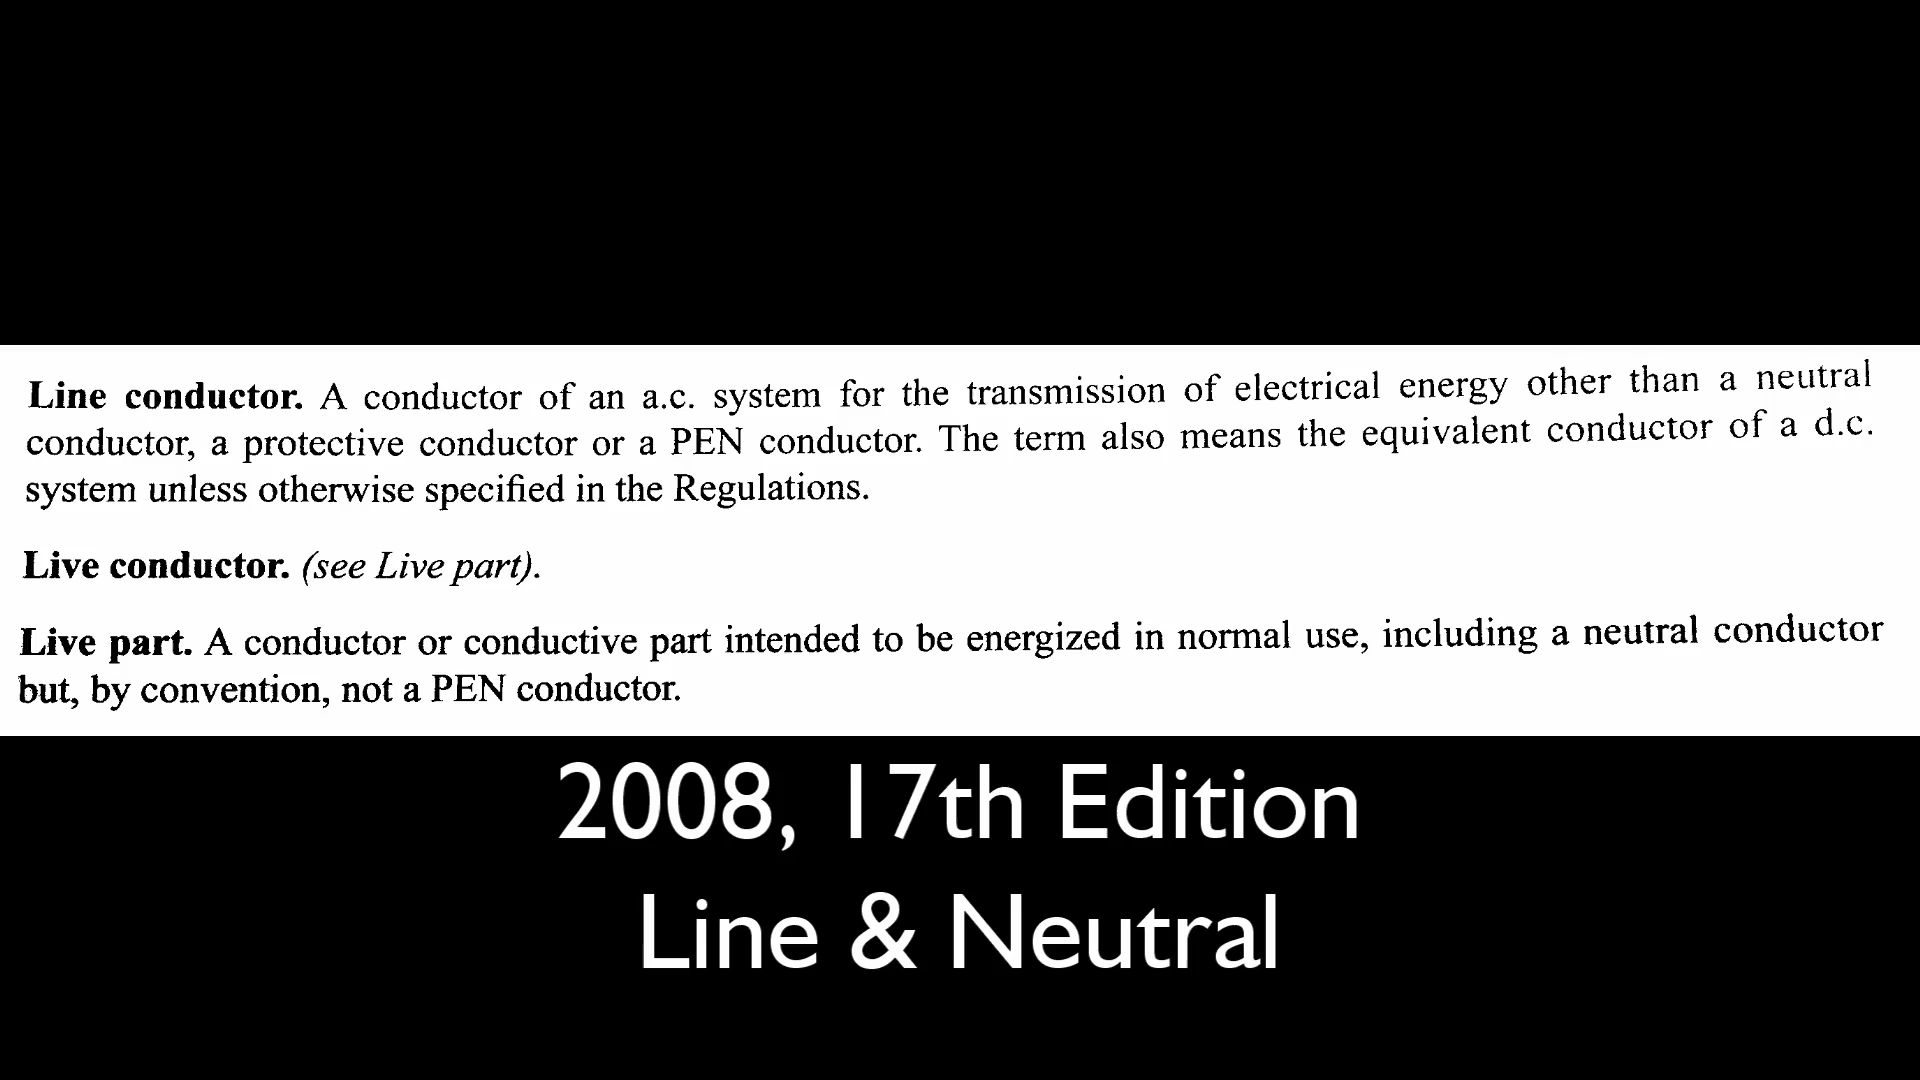 Line conductor. A conductor of an a.c. system for the transmission of electrical energy other than a neutral
conductor, a protective conductor or a PEN conductor. The term also means the equivalent conductor of a d.c.
system unless otherwise specified in the Regulations.
Live conductor. (see Live part).
Live part. A conductor or conductive part intended to be energized in normal use, including a neutral conductor
but, by convention, not a PEN conductor.
2008, 17th Edition
Line & Neutral